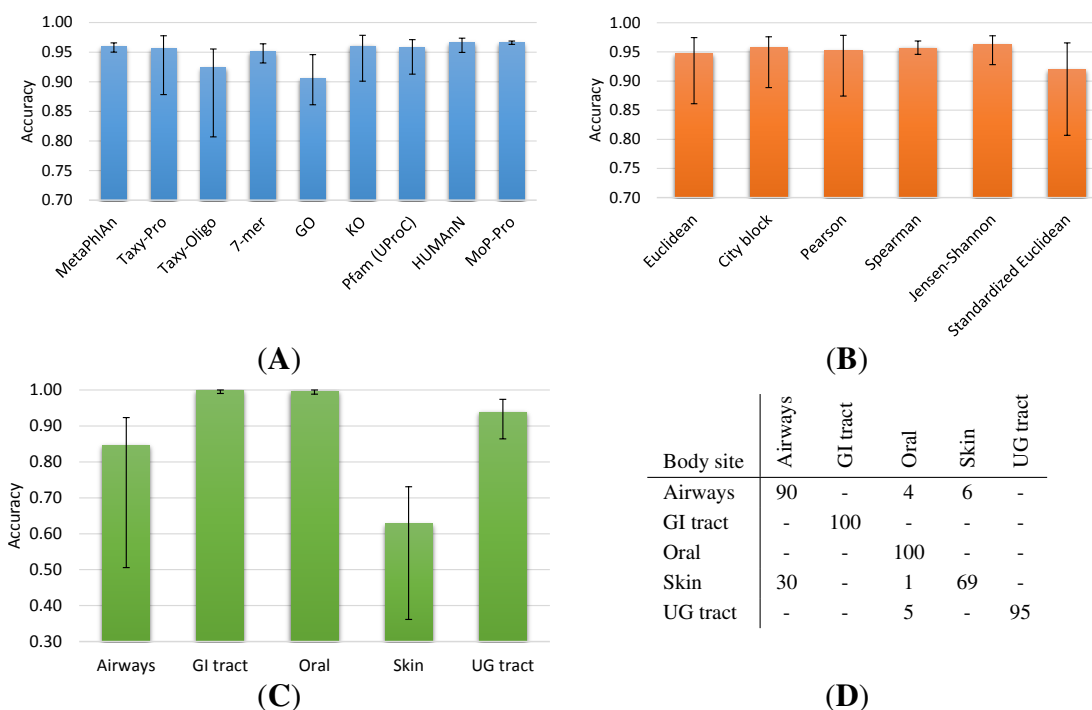 1.00
0.95
0.90
0.85
0.80
0.75
0.70
Accuracy
MetaPhlAn
Taxy-Pro
Taxy-Oligo
7-mer
GO
KO
Pfam (UProC)
HUMAnN
MoP-Pro
(A)
1.00
0.95
0.90
0.85
0.80
0.75
0.70
Accuracy
Euclidean
City block
Pearson
Spearman
Jensen-Shannon
Standardized Euclidean
(B)
1.00
0.90
0.80
0.70
0.60
0.50
0.40
0.30
Accuracy
Airways GI tract Oral Skin UG tract
(C)
Body site Airways GI tract Oral Skin UG tract
Airways 90 - 4 6 -
GI tract - 100 - - -
Oral - - 100 - -
Skin 30 - 1 69 -
UG tract - - 5 - 95
(D)